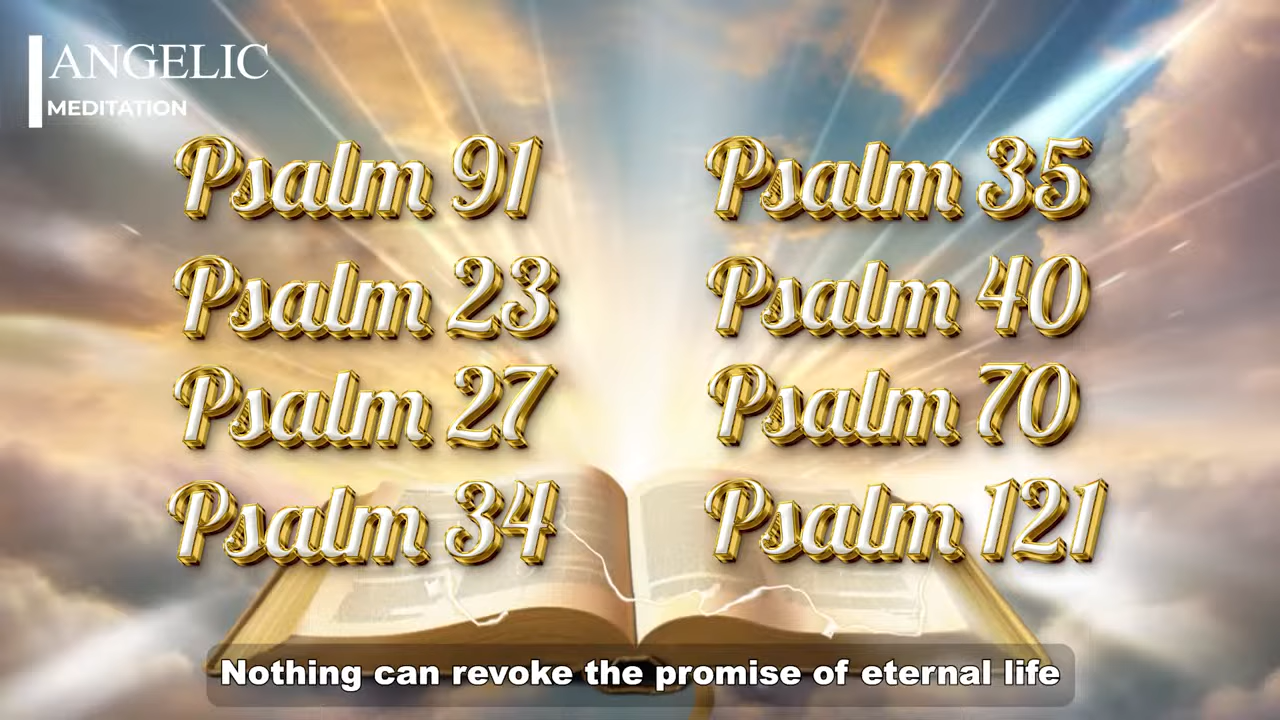 ANGELIC
MEDITATION
Psalm 91
Psalm 23
Psalm 27
Psalm 34
Psalm 35
Psalm 40
Psalm 70
Psalm 121
Nothing can revoke the promise of eternal life